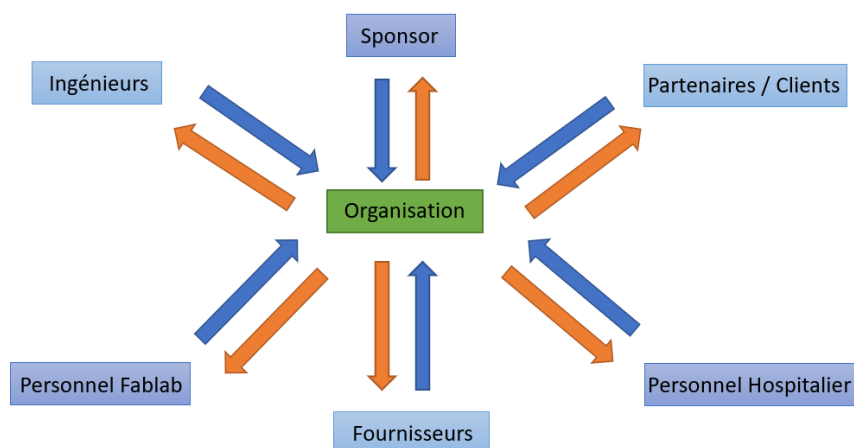 Sponsor
Ingénieurs
Partenaires / Clients
Organisation
Personnel Fablab
Personnel Hospitalier
Fournisseurs